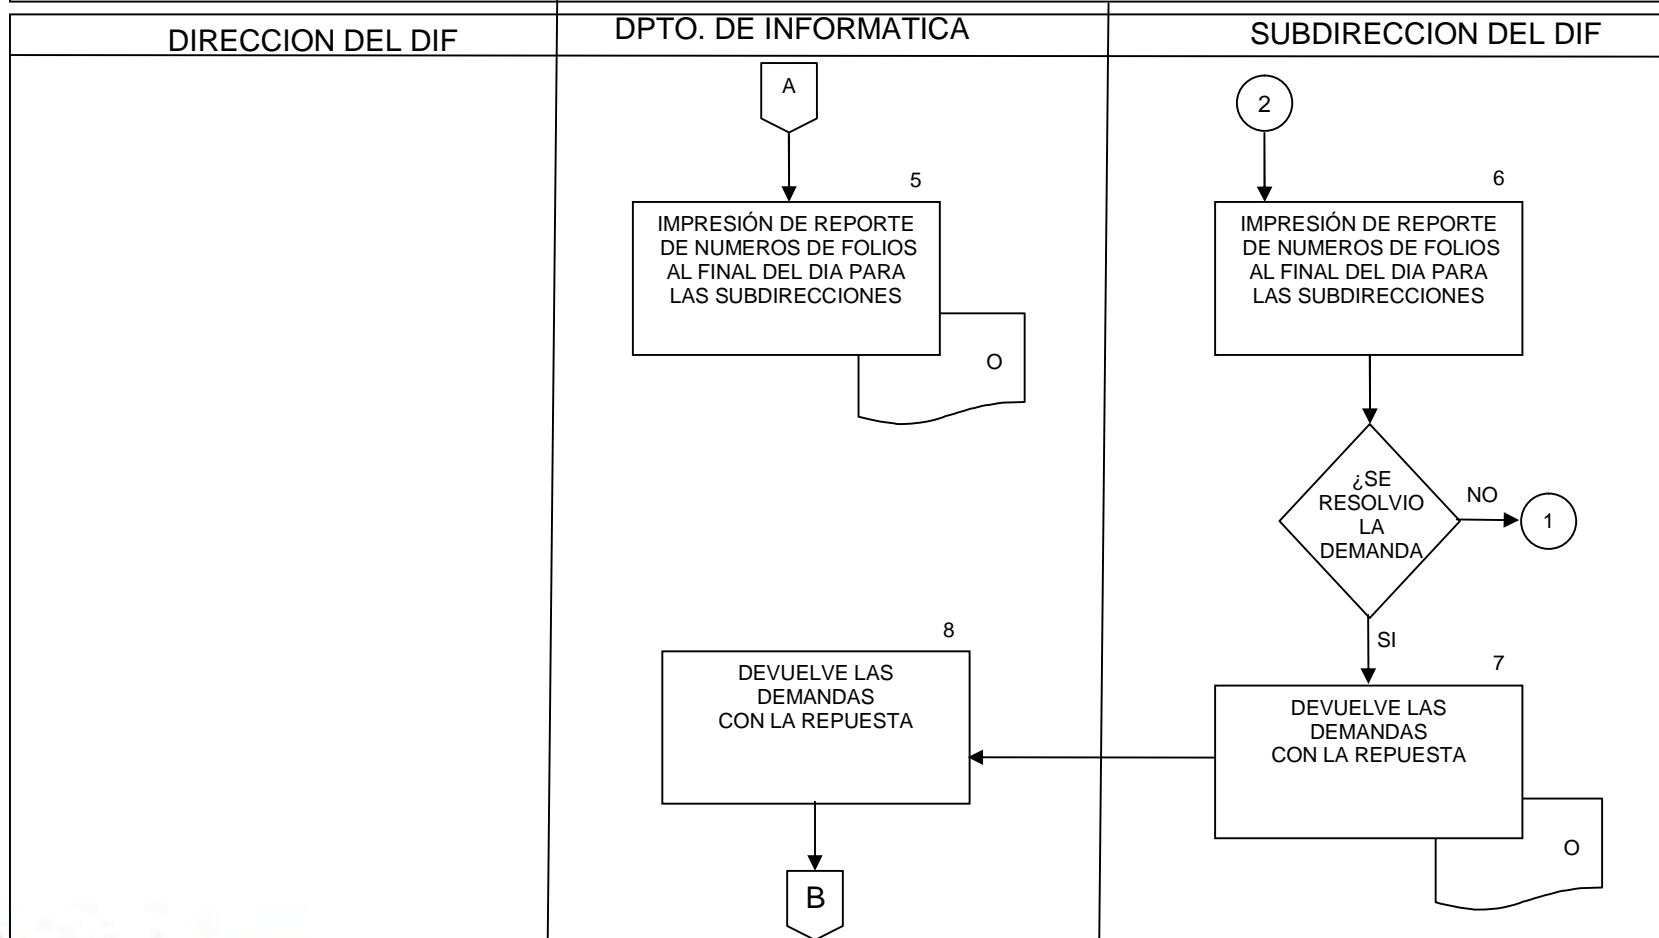 DIRECCION DEL DIF
DPTO. DE INFORMATICA
SUBDIRECCION DEL DIF
A
2
5
IMPRESIÓN DE REPORTE
DE NUMEROS DE FOLIOS
AL FINAL DEL DIA PARA
LAS SUBDIRECCIONES
O
6
IMPRESIÓN DE REPORTE
DE NUMEROS DE FOLIOS
AL FINAL DEL DIA PARA
LAS SUBDIRECCIONES
¿SE
RESOLVIO
LA
DEMANDA
NO
1
SI
7
DEVUELVE LAS
DEMANDAS
CON LA REPUESTA
O
8
DEVUELVE LAS
DEMANDAS
CON LA REPUESTA
B